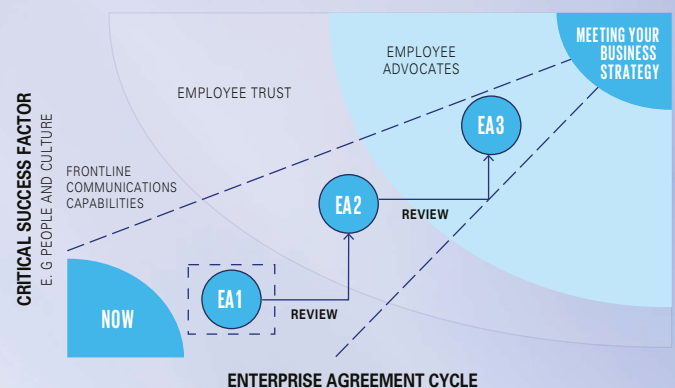 MEETING YOUR
BUSINESS
STRATEGY
EMPLOYEE
ADVOCATES
EMPLOYEE TRUST
EA3
FRONTLINE
COMMUNICATIONS
CAPABILITIES
EA2
REVIEW
CRITICAL SUCCESS FACTOR
E. G PEOPLE AND CULTURE
EA1
NOW
REVIEW
ENTERPRISE AGREEMENT CYCLE